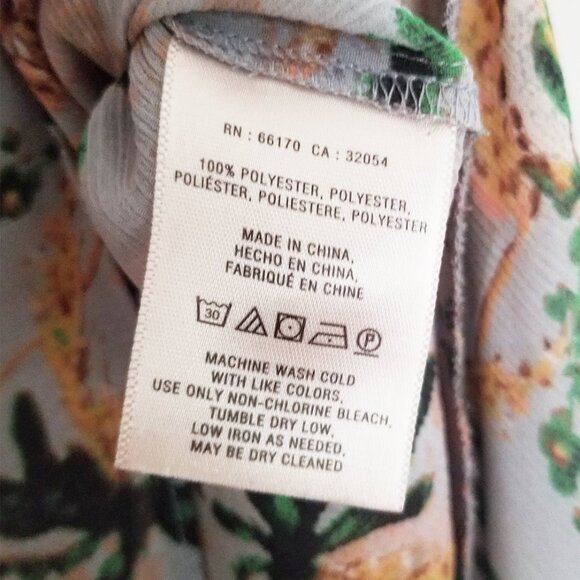 RN : 66170 CA : 32054
100% POLYESTER, POLYESTER,
POLIÉSTER, POLIESTERE, POLYESTER
MADE IN CHINA,
HECHO EN CHINA,
FABRIQUÉ EN CHINE
30 P
MACHINE WASH COLD
WITH LIKE COLORS,
USE ONLY NON-CHLORINE BLEACH,
TUMBLE DRY LOW,
LOW IRON AS NEEDED,
MAY BE DRY CLEANED